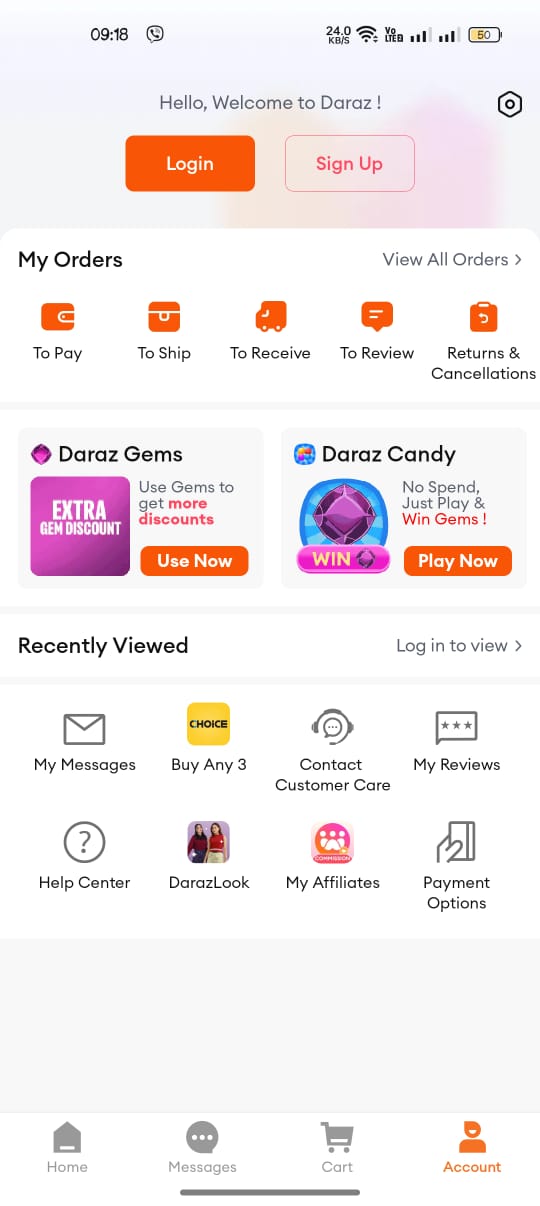 09:18
24.0
KB/S
Vo
LTE 2
50
Hello, Welcome to Daraz !
Login
Sign Up
My Orders
View All Orders >
To Pay
To Ship
To Receive
To Review
Returns &
Cancellations
Daraz Gems
EXTRA
GEM DISCOUNT
Use Gems to
get more
discounts
Use Now
Daraz Candy
WIN
No Spend,
Just Play &
Win Gems !
Play Now
Recently Viewed
Log in to view >
My Messages
CHOICE
Buy Any 3
Contact
Customer Care
My Reviews
?
Help Center
DarazLook
COMMISSION
My Affiliates
Payment
Options
Home
Messages
Cart
Account